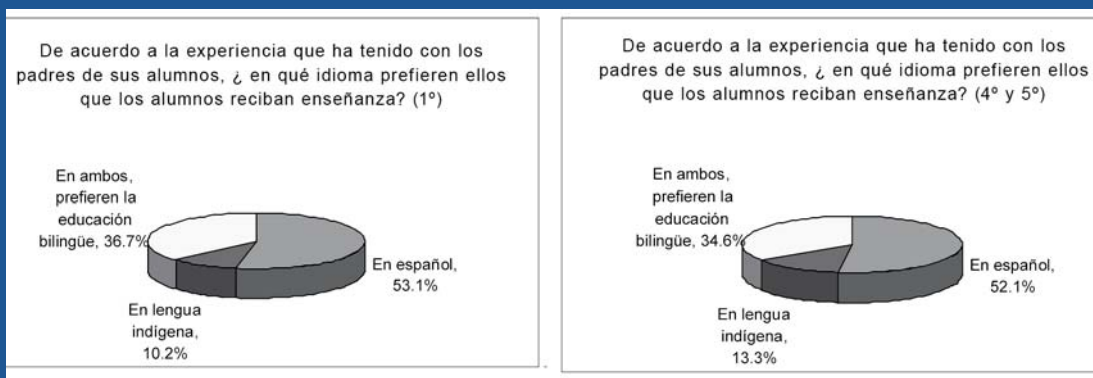 De acuerdo a la experiencia que ha tenido con los
padres de sus alumnos, ¿ en qué idioma prefieren ellos
que los alumnos reciban enseñanza? (1º)
En ambos,
prefieren la
educación
bilingüe, 36.7%
En español,
53.1%
En lengua
indígena,
10.2%
De acuerdo a la experiencia que ha tenido con los
padres de sus alumnos, ¿ en qué idioma prefieren ellos
que los alumnos reciban enseñanza? (4º y 5º)
En ambos,
prefieren la
educación
bilingüe, 34.6%
En español,
52.1%
En lengua
indígena,
13.3%